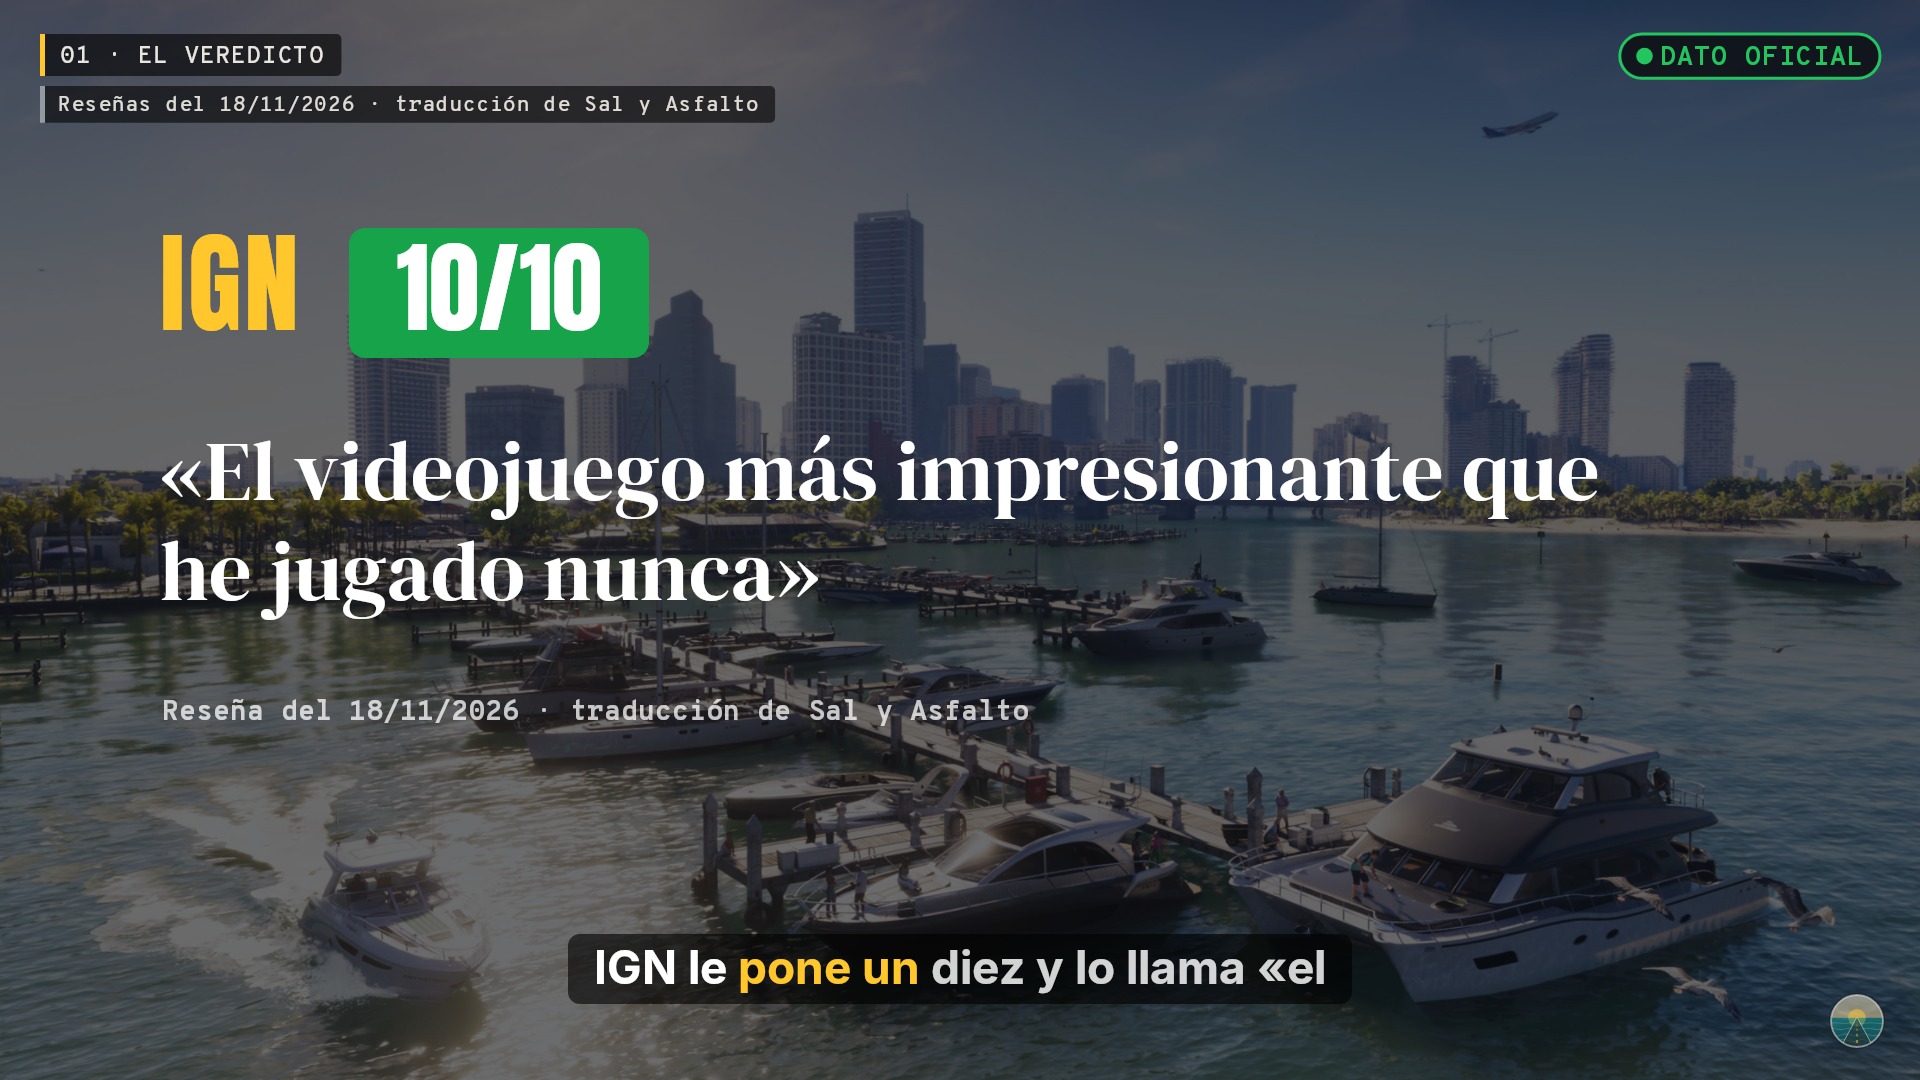 01 · EL VEREDICTO
DATO OFICIAL
Reseñas del 18/11/2026 · traducción de Sal y Asfalto
IGN 10/10
«El videojuego más impresionante que
he jugado nunca»
Reseña del 18/11/2026 · traducción de Sal y Asfalto
IGN le pone un diez y lo llama «el